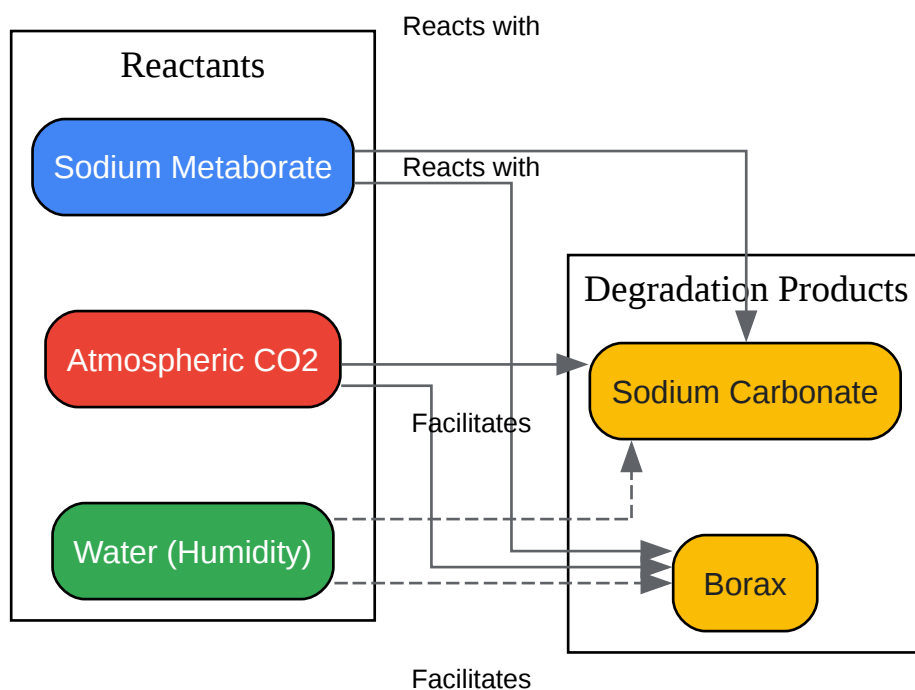 Reacts with
Reactants
Sodium Metaborate
Reacts with
Degradation Products
Atmospheric CO2
Sodium Carbonate
Facilitates
Water (Humidity)
Borax
Facilitates